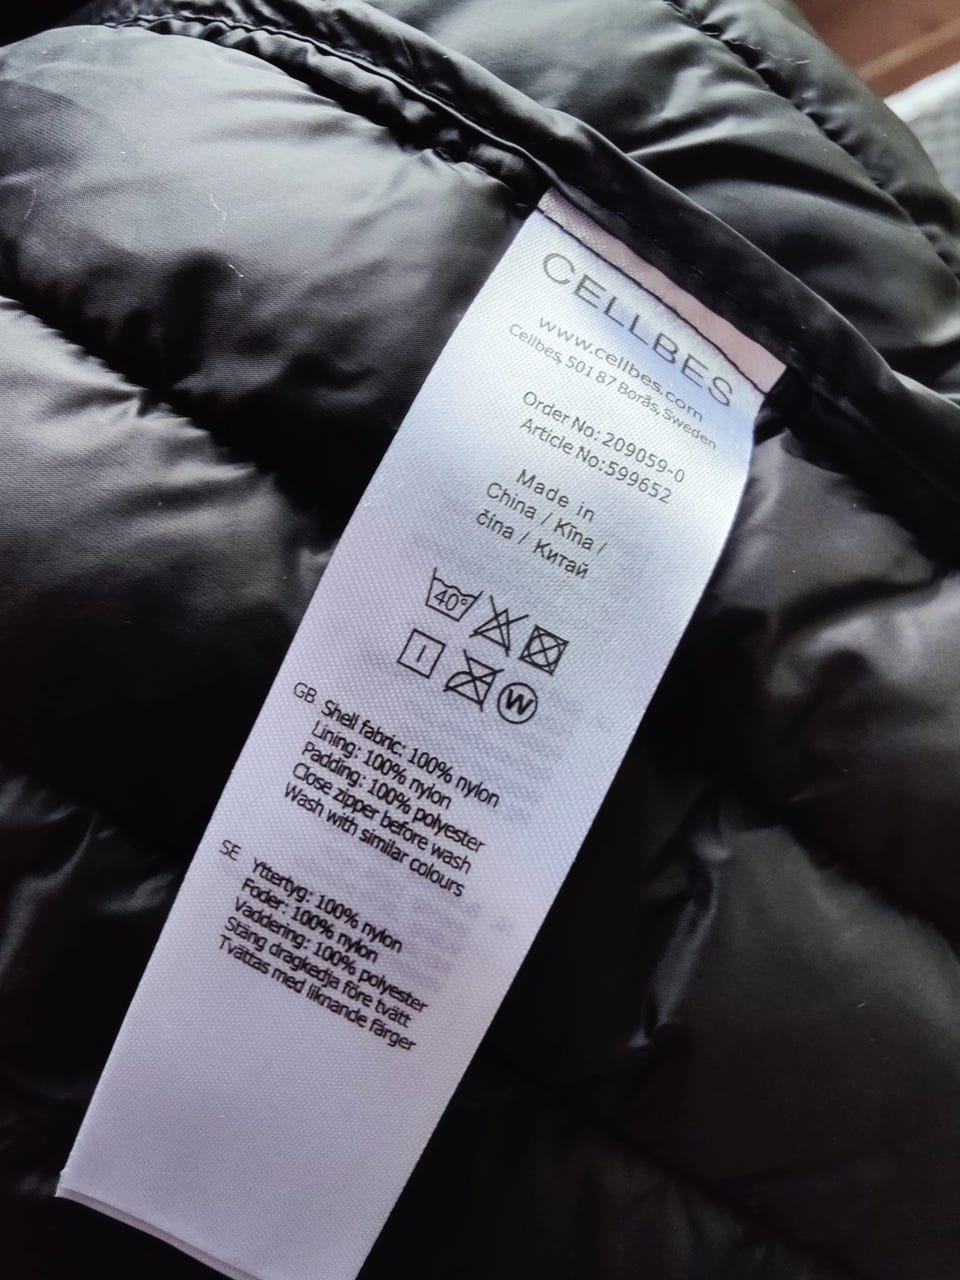 CELLBES
www.cellbes.com
Cellbes, 501 87 Borås, Sweden
Order No: 209059-0
Article No:599652
Made in
China / Ķīna /
čína / Китай
40°
W
GB Shell fabric: 100% nylon
Lining: 100% nylon
Padding: 100% polyester
Close zipper before wash
Wash with similar colours
SE Yttertyg: 100% nylon
Foder: 100% nylon
Vaddering: 100% polyester
Stäng dragkedja före tvätt
Tvättas med liknande färger